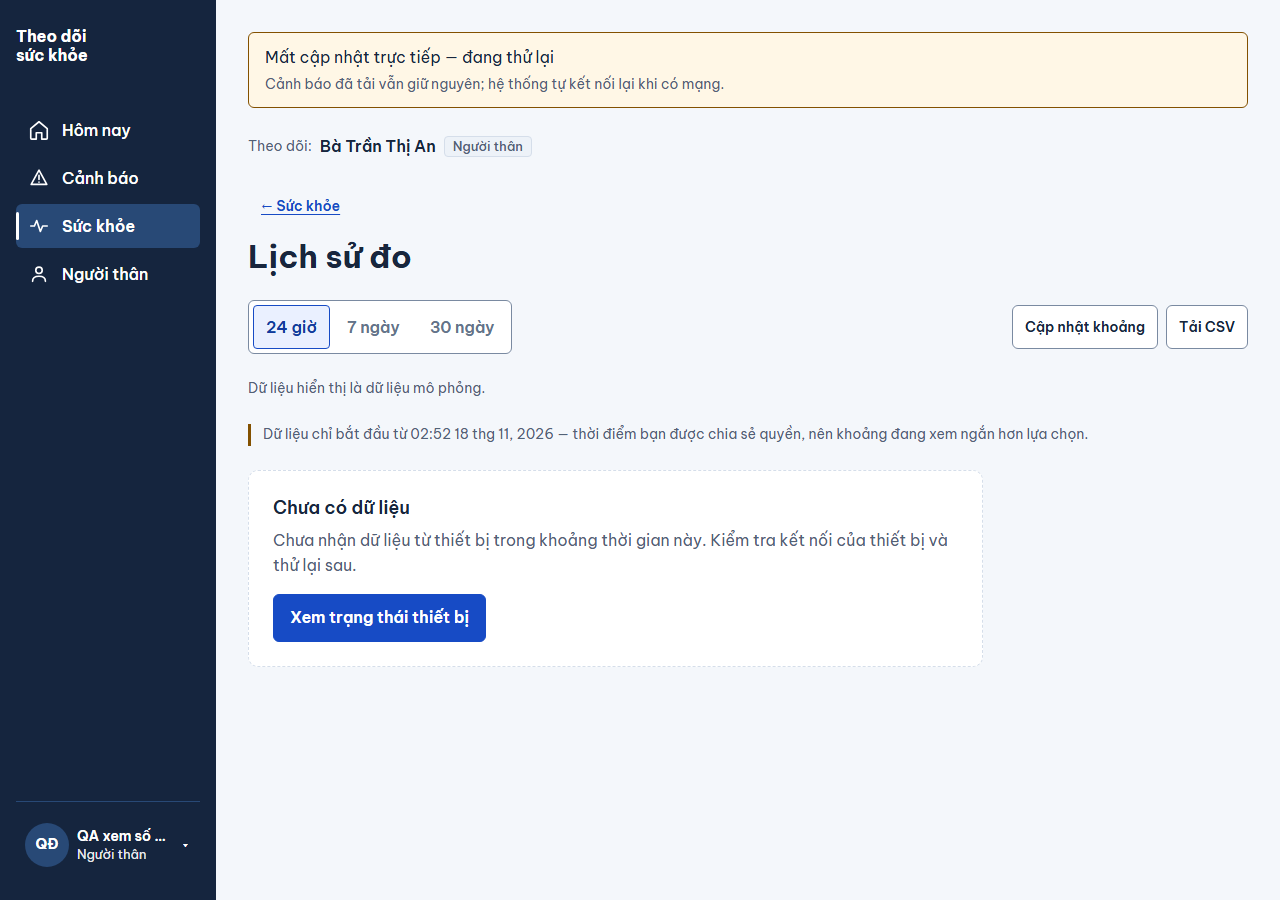 Theo dõi
sức khỏe
Hôm nay
Cảnh báo
Sức khỏe
Người thân
QĐ
QA xem số ...
Người thân
Mất cập nhật trực tiếp — đang thử lại
Cảnh báo đã tải vẫn giữ nguyên; hệ thống tự kết nối lại khi có mạng.
Theo dõi: Bà Trần Thị An Người thân
← Sức khỏe
Lịch sử đo
24 giờ 7 ngày 30 ngày Cập nhật khoảng Tải CSV
Dữ liệu hiển thị là dữ liệu mô phỏng.
Dữ liệu chỉ bắt đầu từ 02:52 18 thg 11, 2026 — thời điểm bạn được chia sẻ quyền, nên khoảng đang xem ngắn hơn lựa chọn.
Chưa có dữ liệu
Chưa nhận dữ liệu từ thiết bị trong khoảng thời gian này. Kiểm tra kết nối của thiết bị và
thử lại sau.
Xem trạng thái thiết bị